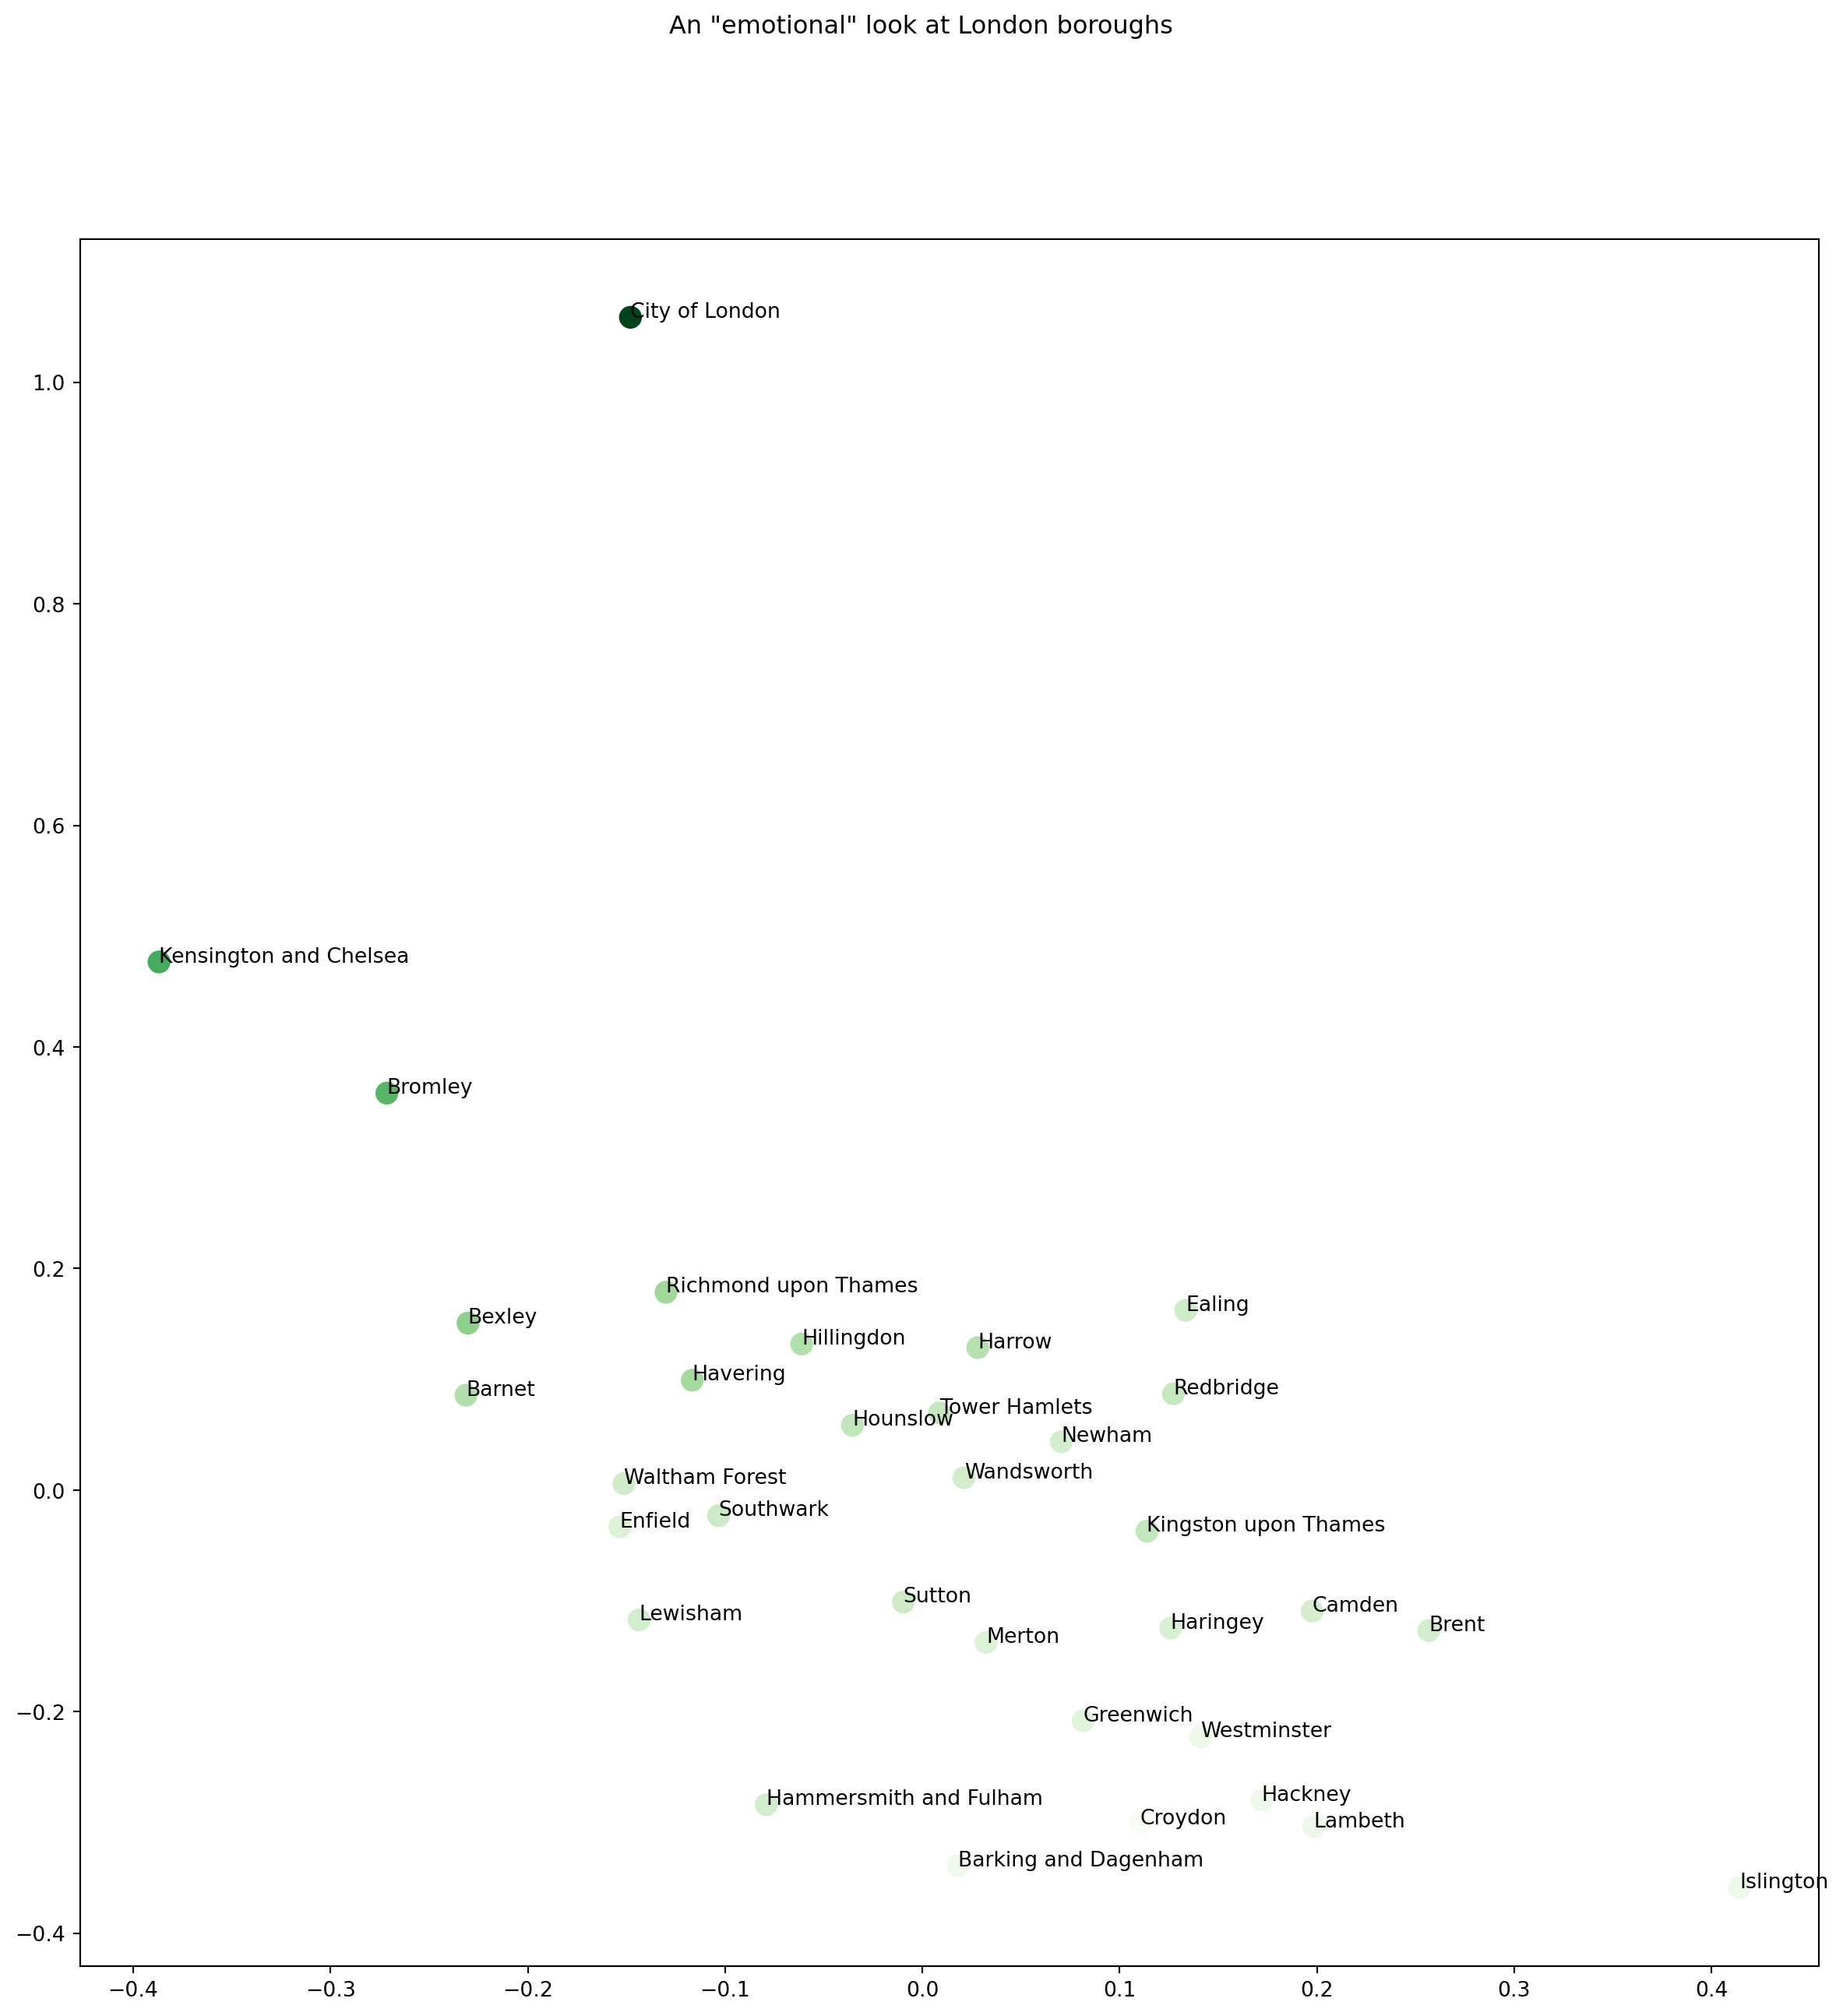 An "emotional" look at London boroughs
City of London
1.0
0.8
0.6
Kensington and Chelsea
0.4
Bromley
0.2
Richmond upon Thames
Ealing
Bexley
Hillingdon
Harrow
Havering
Barnet
Redbridge
Tower Hamlets
Hounslow
Newham
Wandsworth
0.0
Waltham Forest
Southwark
Enfield
Kingston upon Thames
Sutton
Camden
Lewisham
Haringey
Brent
Merton
−0.2
Greenwich
Westminster
Hackney
Hammersmith and Fulham
Croydon
Lambeth
Barking and Dagenham
Islington
−0.4
−0.4 −0.3 −0.2 −0.1 0.0 0.1 0.2 0.3 0.4